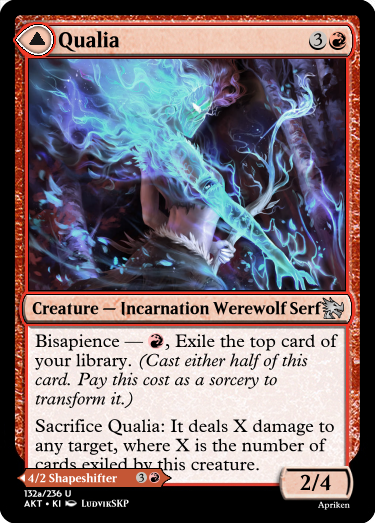 Qualia 3
Creature — Incarnation Werewolf Serf
Bisapience — , Exile the top card of
your library. (Cast either half of this
card. Pay this cost as a sorcery to
transform it.)
Sacrifice Qualia: It deals X damage to
any target, where X is the number of
cards exiled by this creature.
4/2 Shapeshifter 3
2/4
132a/236 U
AKT • KI LudvikSKP
Apriken